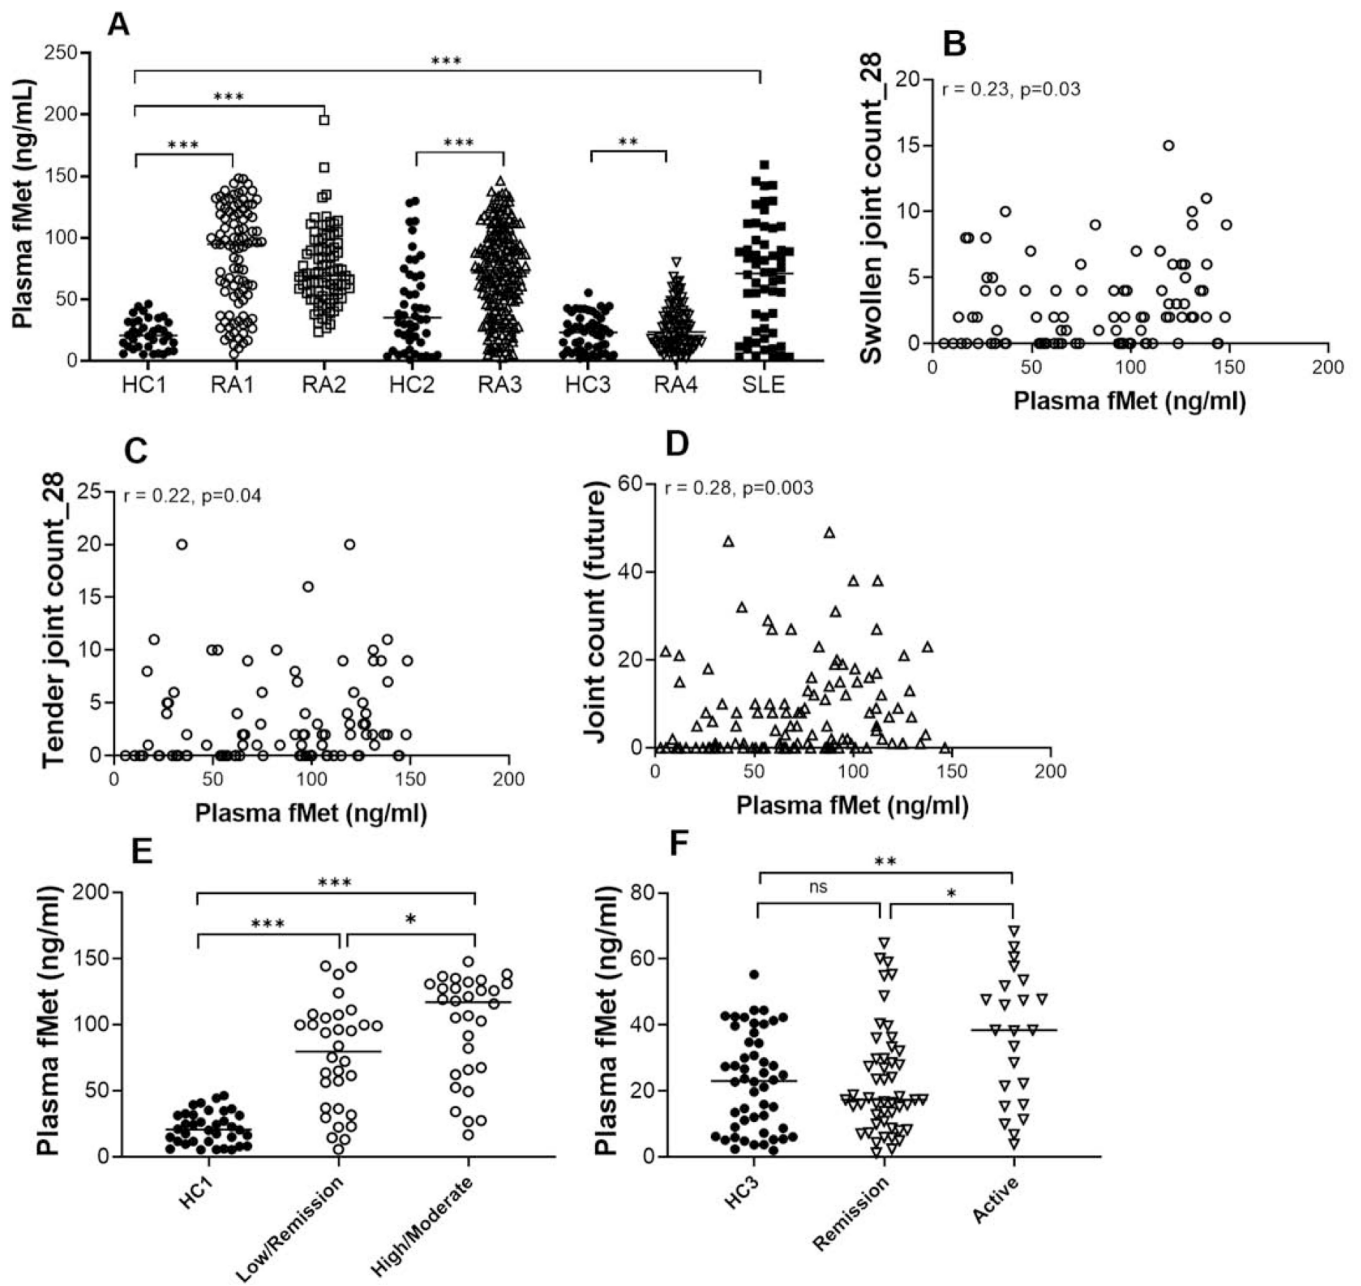 A
Plasma fMet (ng/mL)
250
200
150
100
50
0
***
***
***
***
**
HC1 RA1 RA2 HC2 RA3 HC3 RA4 SLE
B
Swollen joint count_28
r = 0.23, p=0.03
20
15
10
5
0
0 50 100 150 200
Plasma fMet (ng/ml)
C
Tender joint count_28
r = 0.22, p=0.04
25
20
15
10
5
0
0 50 100 150 200
Plasma fMet (ng/ml)
D
Joint count (future)
r = 0.28, p=0.003
60
40
20
0
0 50 100 150 200
Plasma fMet (ng/ml)
E
Plasma fMet (ng/ml)
200
150
100
50
0
***
***
*
HC1
Low/Remission
High/Moderate
F
Plasma fMet (ng/ml)
80
60
40
20
0
**
ns
*
HC3
Remission
Active